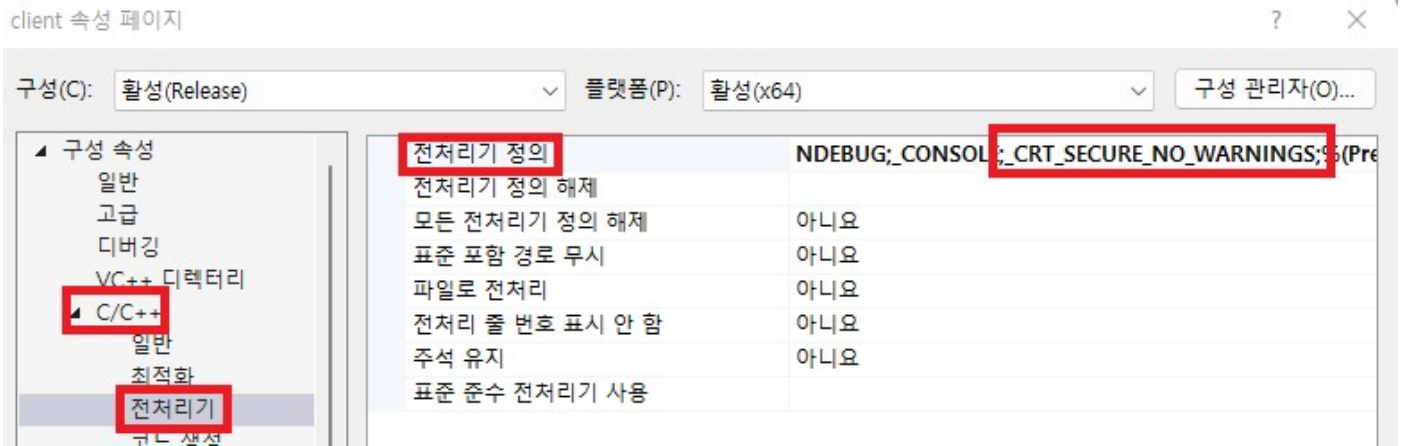 client 속성 페이지
구성(C): 활성(Release) 플랫폼(P): 활성(x64) 구성 관리자(O)...
구성 속성
일반
고급
디버깅
VC++ 디렉터리
C/C++
일반
최적화
전처리기
코드 생성
전처리기 정의 NDEBUG;_CONSOLE;_CRT_SECURE_NO_WARNINGS;%(Pre
전처리기 정의 해제
모든 전처리기 정의 해제 아니요
표준 포함 경로 무시 아니요
파일로 전처리 아니요
전처리 줄 번호 표시 안 함 아니요
주석 유지 아니요
표준 준수 전처리기 사용